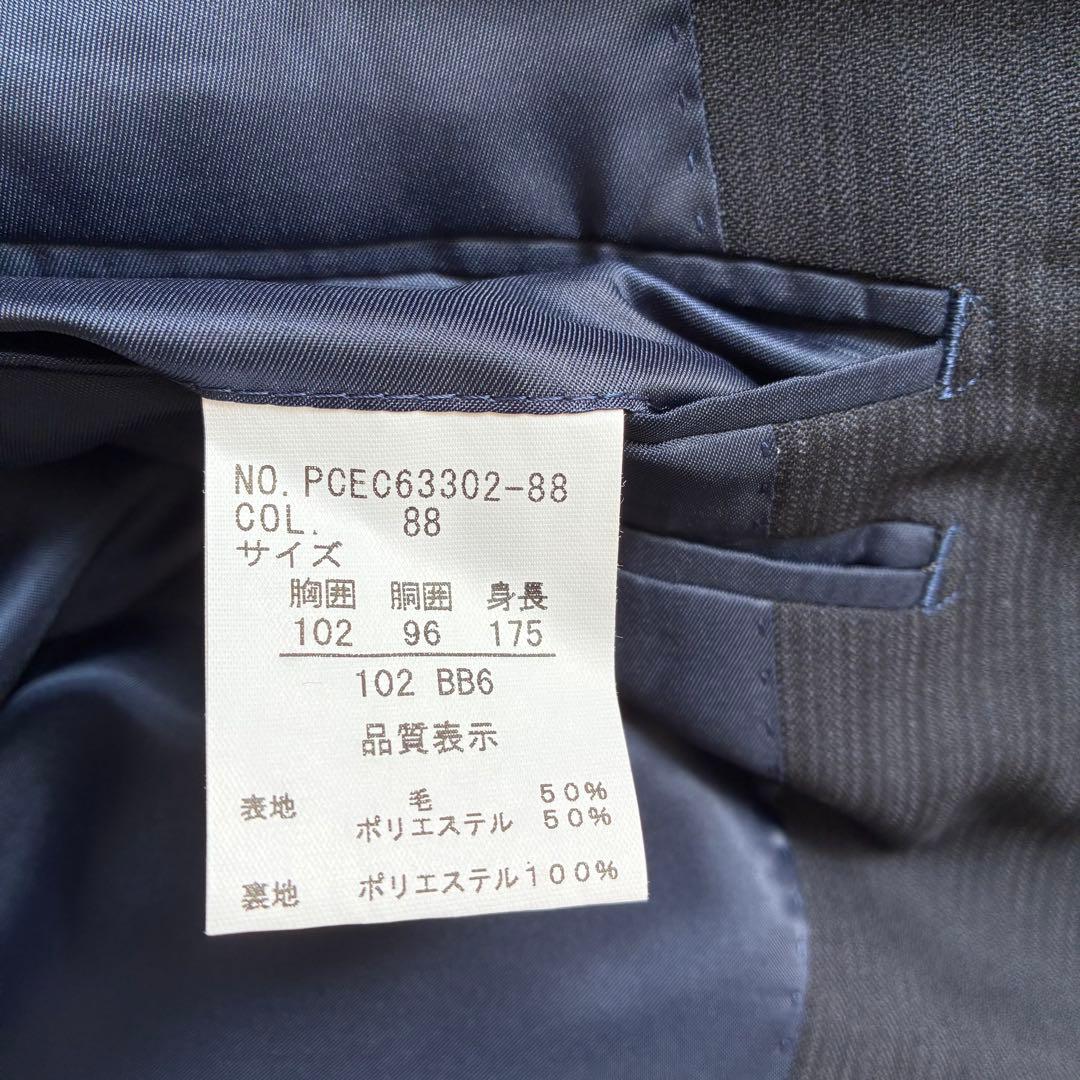 NO. PCEC63302-88
COL. 88
サイズ
胸囲 胴囲 身長
102 96 175
102 BB6
品質表示
表地 毛 50%
ポリエステル 50%
裏地 ポリエステル100%